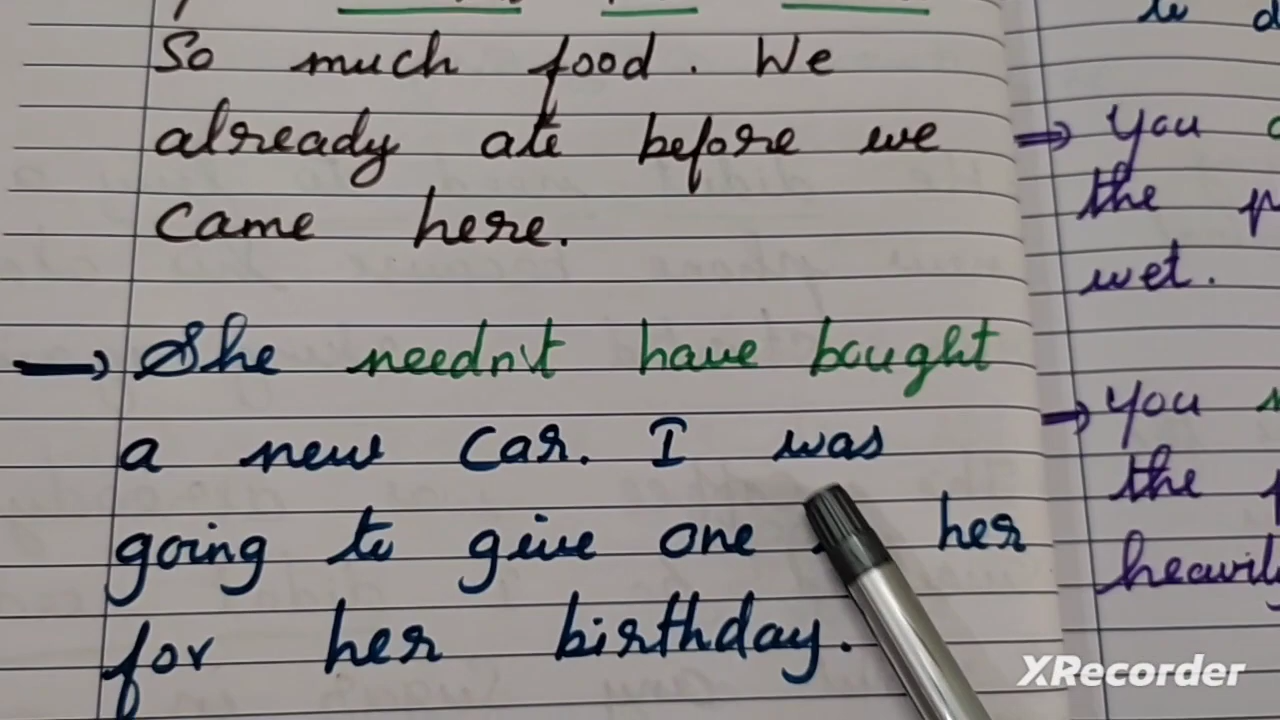 So much food. We
already ate before we
came here.
→ She needn't have bought
a new car. I was
going to give one her
for her birthday.
to
⇒ you
the
wet.
→ you
the
heavily
XRecorder